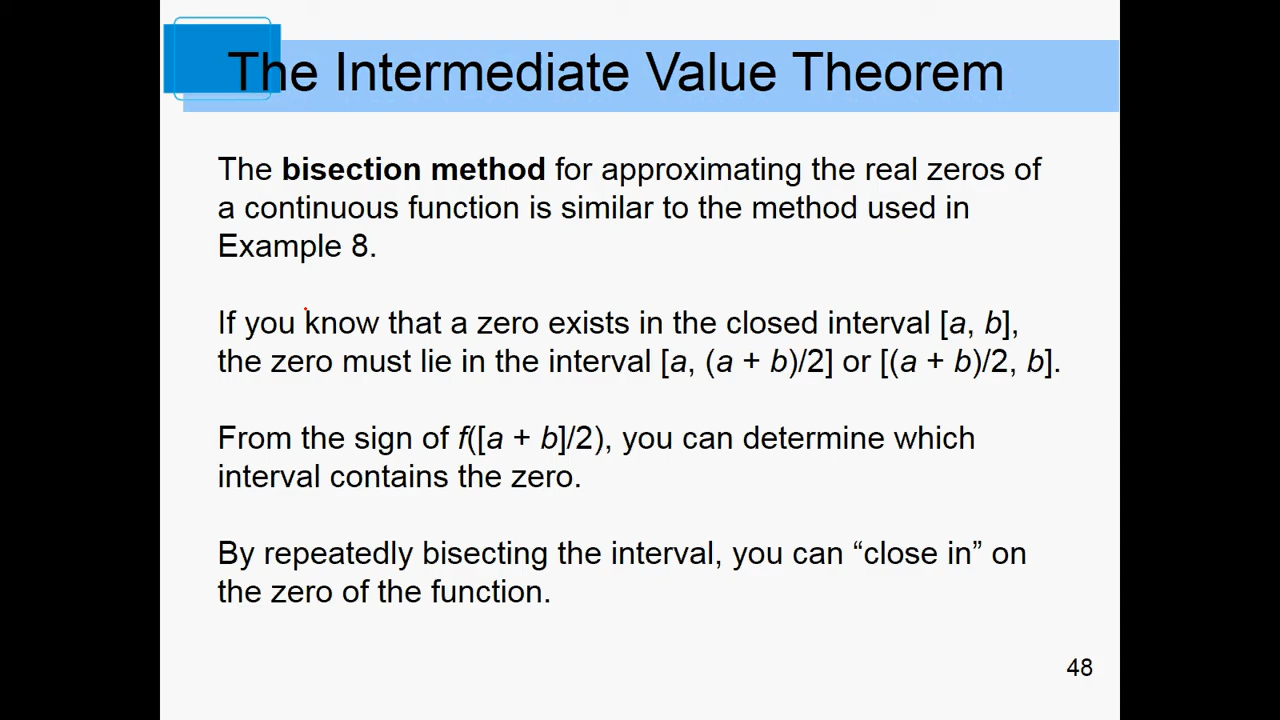 The Intermediate Value Theorem
The bisection method for approximating the real zeros of
a continuous function is similar to the method used in
Example 8.
If you know that a zero exists in the closed interval [a, b],
the zero must lie in the interval [a, (a + b)/2] or [(a + b)/2, b].
From the sign of f([a + b]/2), you can determine which
interval contains the zero.
By repeatedly bisecting the interval, you can “close in” on
the zero of the function.
48